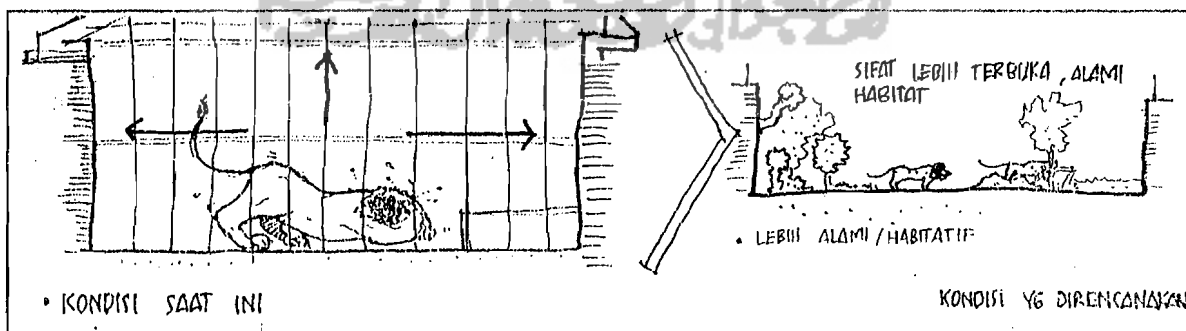 • KONDISI SAAT INI
SIFAT LEBIH TERBUKA, ALAMI
HABITAT
• LEBIH ALAMI/HABITATIF
KONDISI YG DIRENCANAKAN